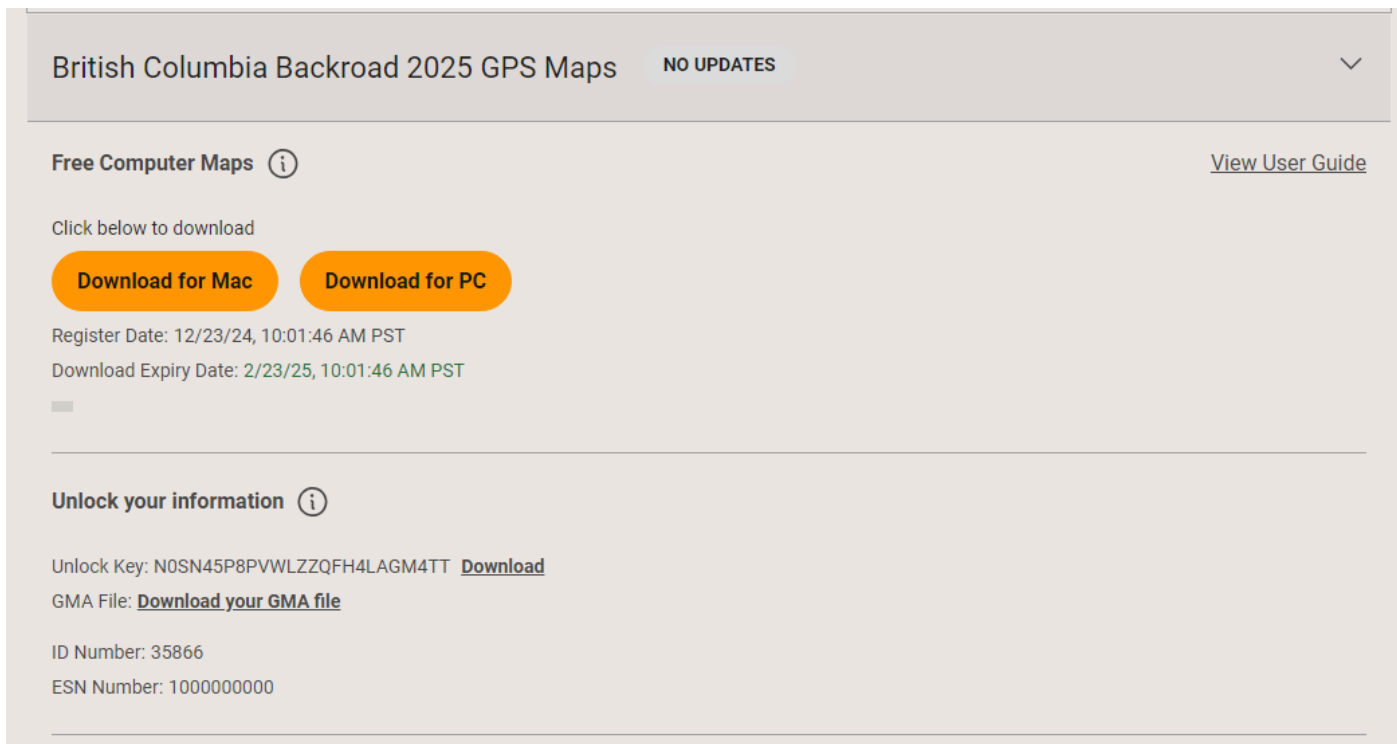 British Columbia Backroad 2025 GPS Maps NO UPDATES
Free Computer Maps View User Guide
Click below to download
Download for Mac Download for PC
Register Date: 12/23/24, 10:01:46 AM PST
Download Expiry Date: 2/23/25, 10:01:46 AM PST
Unlock your information
Unlock Key: N0SN45P8PVWLZZQFH4LAGM4TT Download
GMA File: Download your GMA file
ID Number: 35866
ESN Number: 1000000000